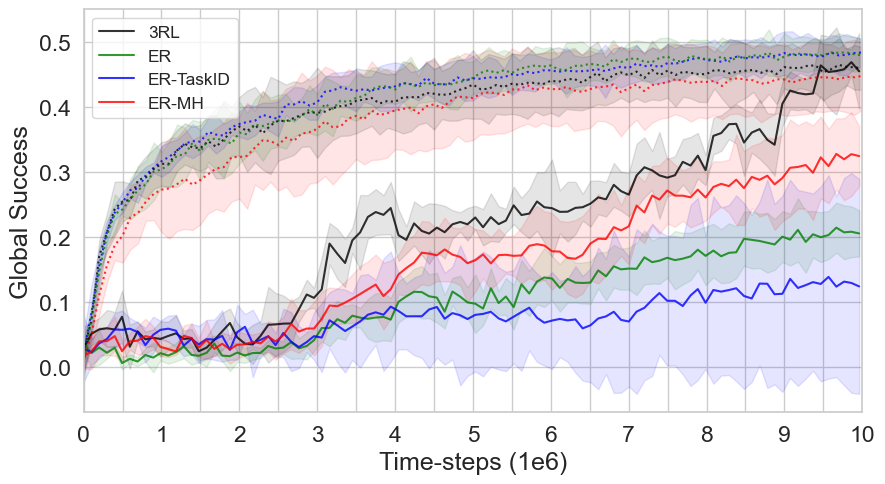 3RL
ER
ER-TaskID
ER-MH
Global Success
0.5
0.4
0.3
0.2
0.1
0.0
0 1 2 3 4 5 6 7 8 9 10
Time-steps (1e6)